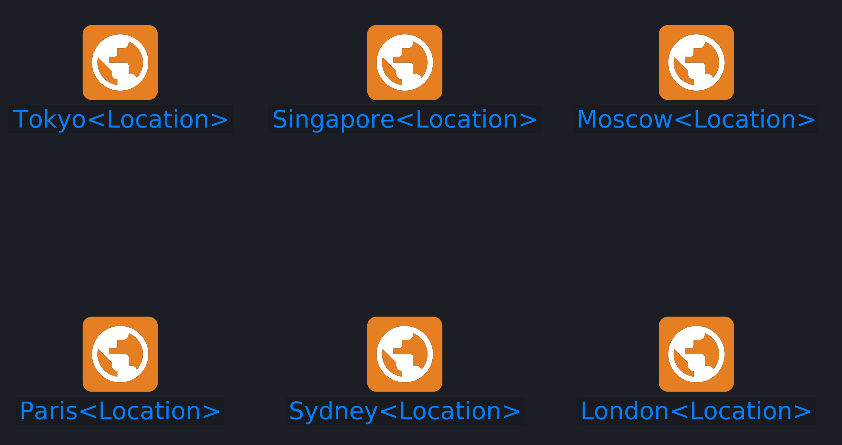 Tokyo<Location>
Singapore<Location>
Moscow<Location>
Paris<Location>
Sydney<Location>
London<Location>